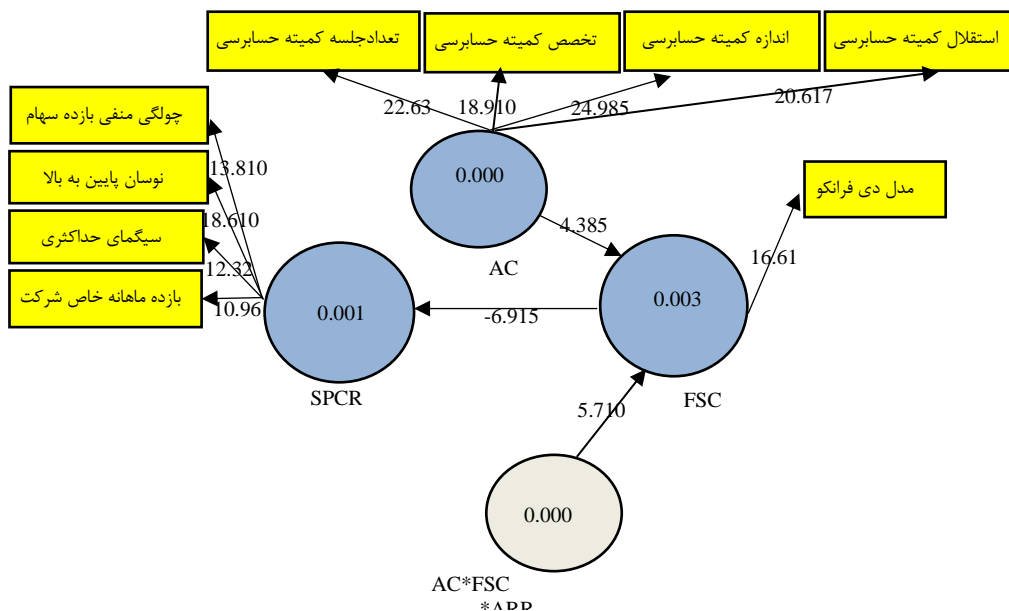 استقلال کمیته حسابرسی
اندازه کمیته حسابرسی
تخصص کمیته حسابرسی
تعدادجلسه کمیته حسابرسی
22.63
18.910
24.985
20.617
چولگی منفی بازده سهام
13.810
نوسان پایین به بالا
18.610
سیگمای حداکثری
12.32
بازده ماهانه خاص شرکت
10.96
0.000
AC
4.385
مدل دی فرانکو
16.61
0.003
FSC
-6.915
0.001
SPCR
5.710
0.000
AC*FSC
*ARR